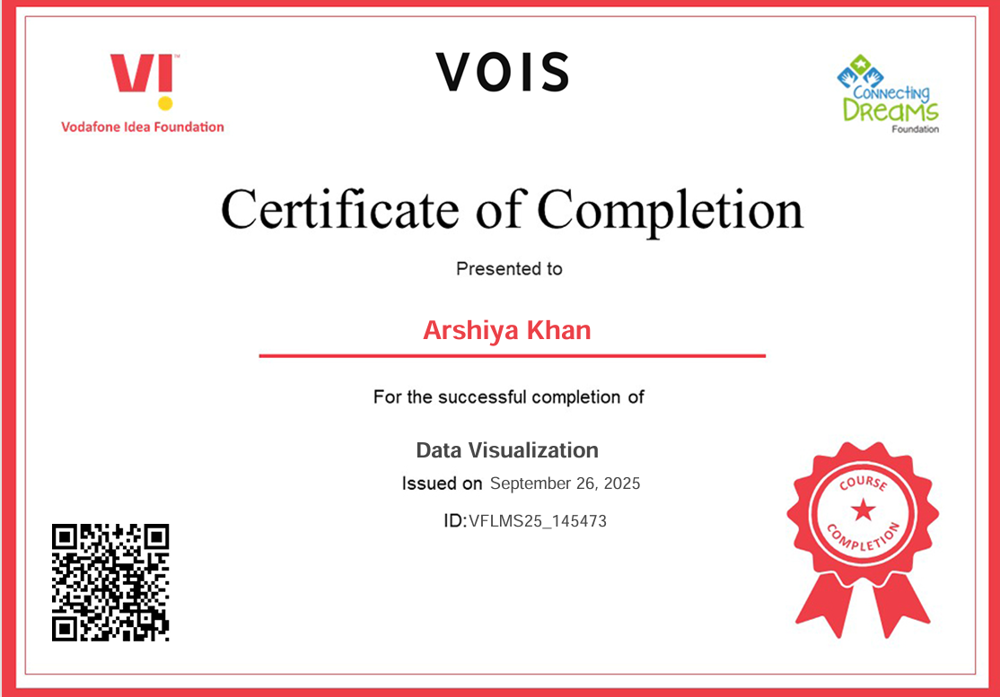 VI™
Vodafone Idea Foundation
VOIS
Connecting
Dreams
Foundation
Certificate of Completion
Presented to
Arshiya Khan
For the successful completion of
Data Visualization
Issued on September 26, 2025
ID:VFLMS25_145473
COURSE
COMPLETION